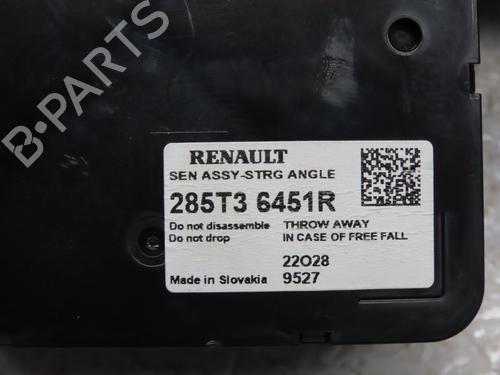 B-PARTS
RENAULT
SEN ASSY-STRG ANGLE
285T3 6451R
Do not disassemble THROW AWAY
Do not drop IN CASE OF FREE FALL
22O28
Made in Slovakia 9527